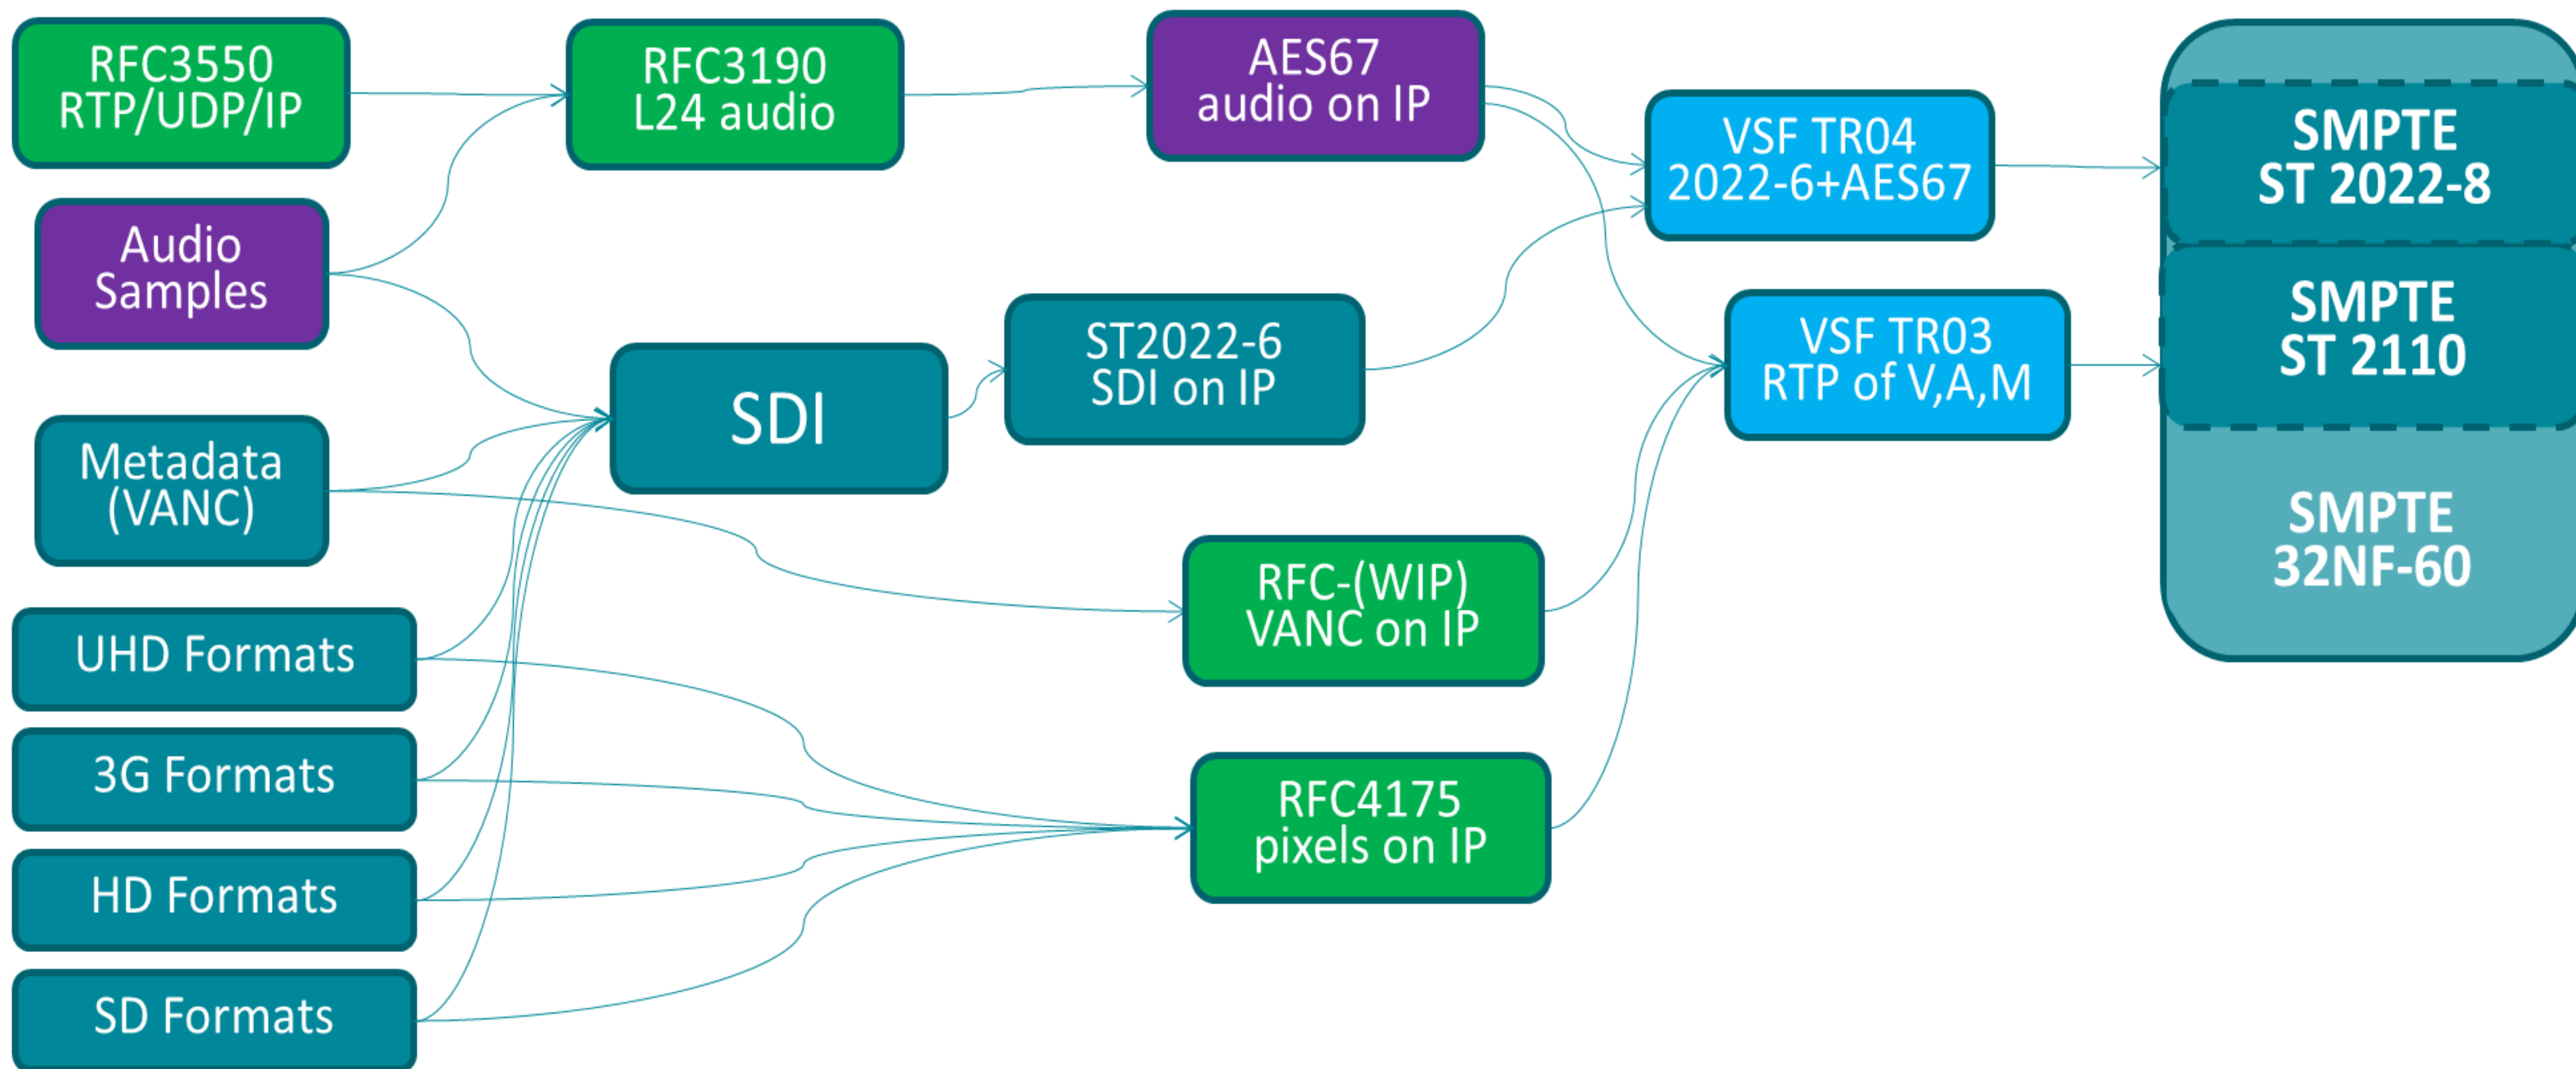 RFC3550
RTP/UDP/IP
RFC3190
L24 audio
AES67
audio on IP
VSF TR04
2022-6+AES67
SMPTE
ST 2022-8
Audio
Samples
SMPTE
ST 2110
ST2022-6
SDI on IP
VSF TR03
RTP of V,A,M
SDI
Metadata
(VANC)
SMPTE
32NF-60
RFC-(WIP)
VANC on IP
UHD Formats
3G Formats
RFC4175
pixels on IP
HD Formats
SD Formats